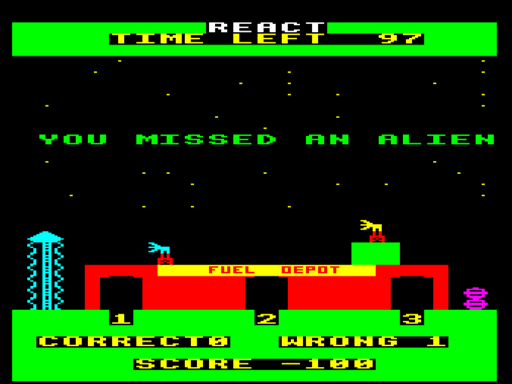 REACT
TIME LEFT 97
YOU MISSED AN ALIEN
FUEL DEPOT
1 2 3
CORRECT0 WRONG 1
SCORE -100